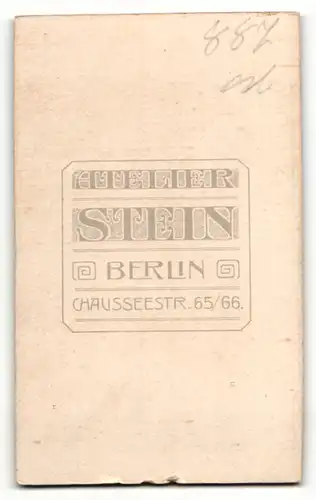 887
ATELIER
STEIN
BERLIN
CHAUSSEESTR. 65/66.